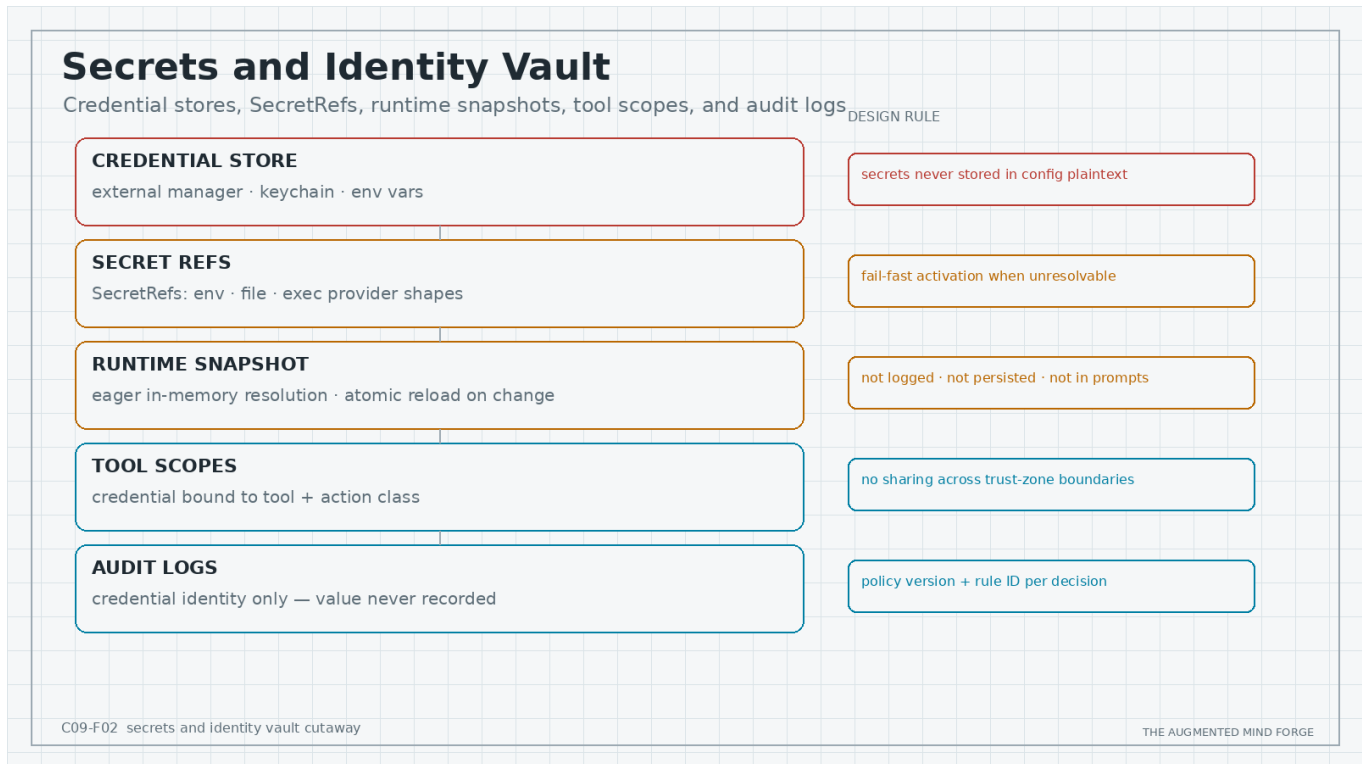 Secrets and Identity Vault
Credential stores, SecretRefs, runtime snapshots, tool scopes, and audit logs
DESIGN RULE
CREDENTIAL STORE
external manager · keychain · env vars
secrets never stored in config plaintext
SECRET REFS
SecretRefs: env · file · exec provider shapes
fail-fast activation when unresolvable
RUNTIME SNAPSHOT
eager in-memory resolution · atomic reload on change
not logged · not persisted · not in prompts
TOOL SCOPES
credential bound to tool + action class
no sharing across trust-zone boundaries
AUDIT LOGS
credential identity only — value never recorded
policy version + rule ID per decision
C09-F02 secrets and identity vault cutaway
THE AUGMENTED MIND FORGE